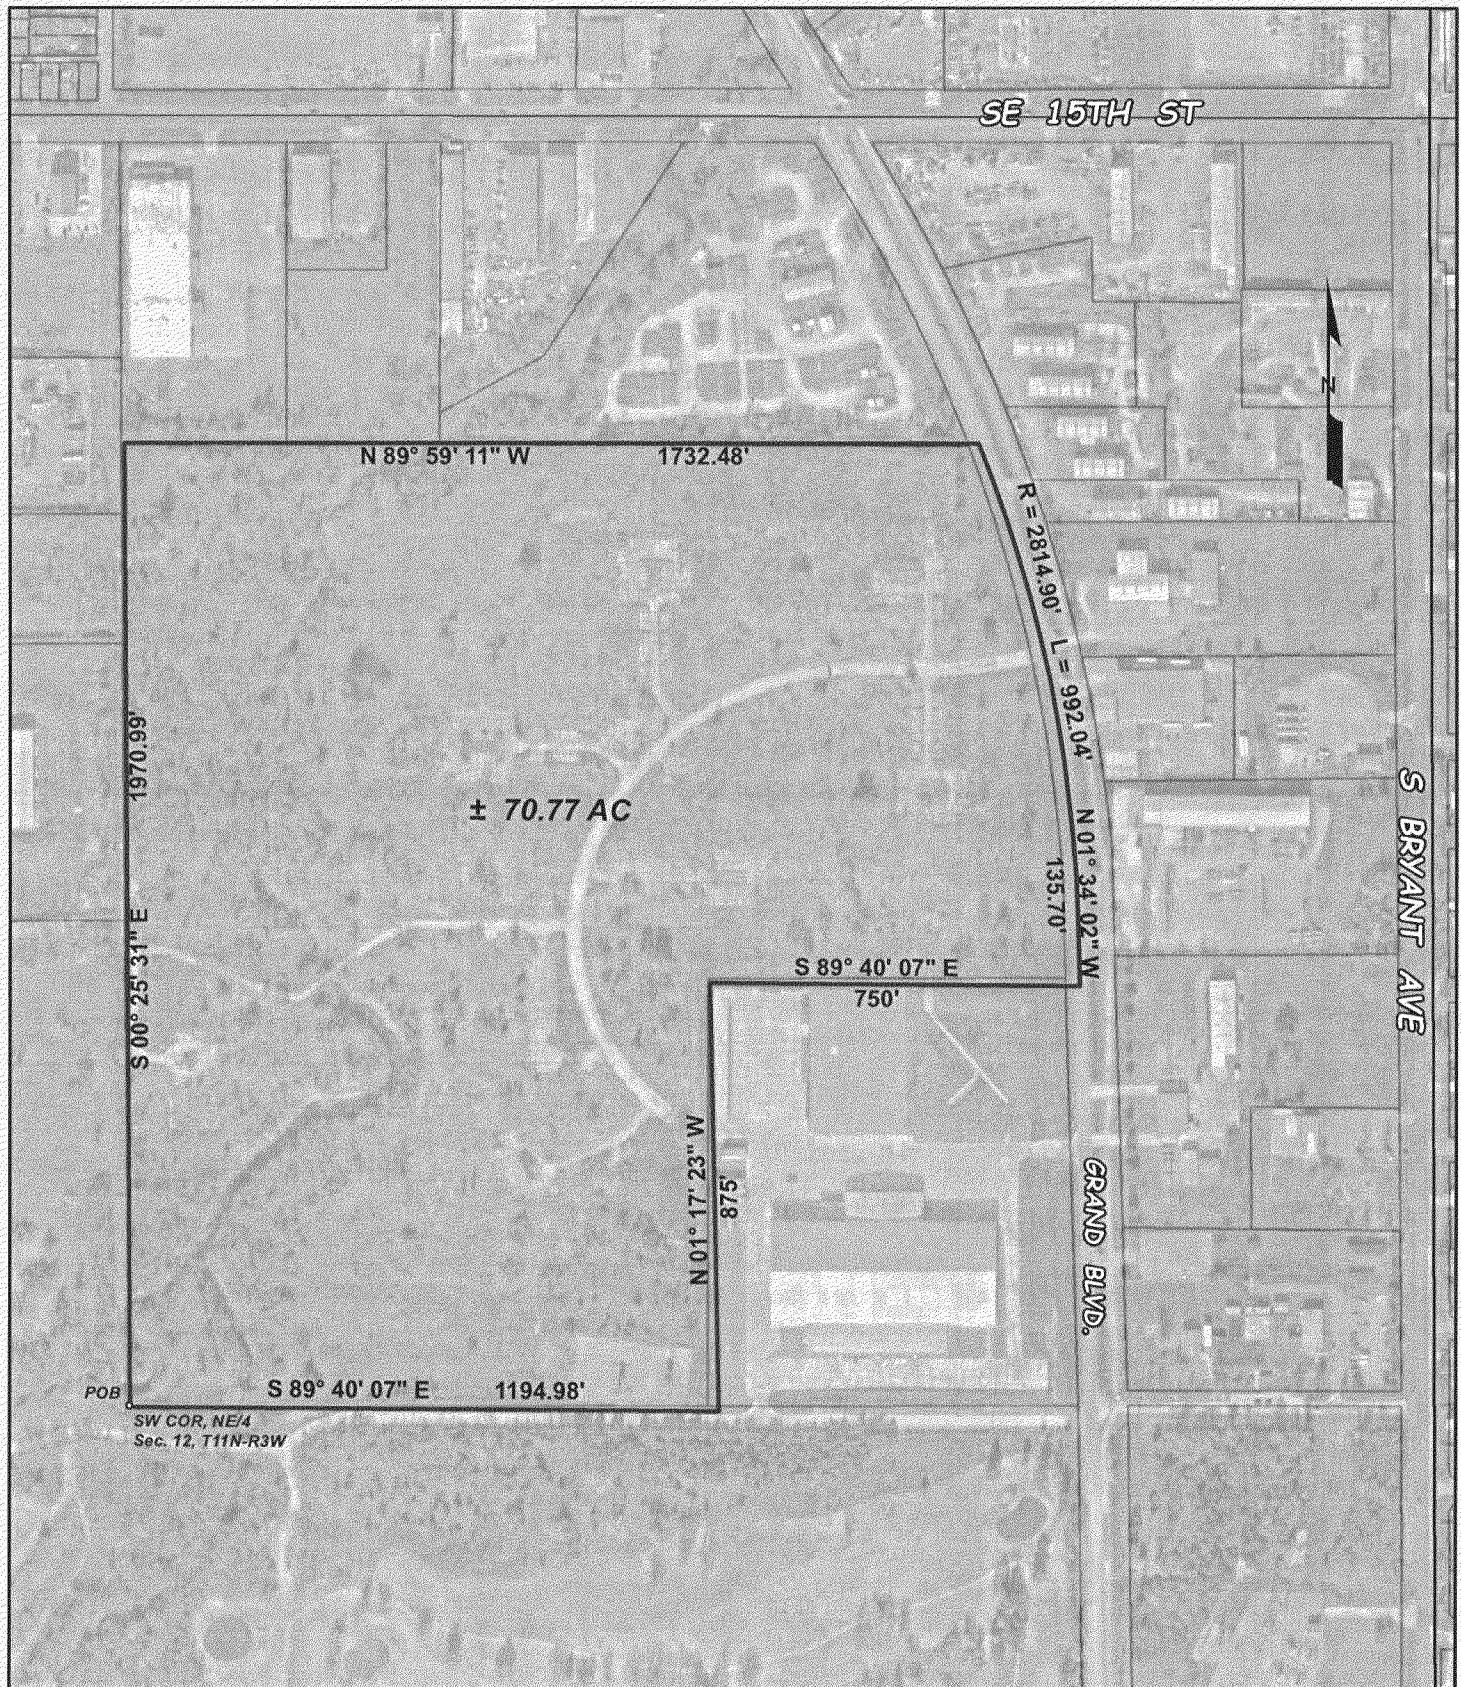 SE 15TH ST
N
N 89° 59' 11" W 1732.48'
R = 2814.90' L = 992.04'
1970.99'
S 00° 25' 31" E
± 70.77 AC
N 01° 34' 02" W
135.70'
S BRYANT AVE
S 89° 40' 07" E
750'
N 01° 17' 23" W
875'
GRAND BLVD.
S 89° 40' 07" E 1194.98'
POB
SW COR, NE/4
Sec. 12, T11N-R3W